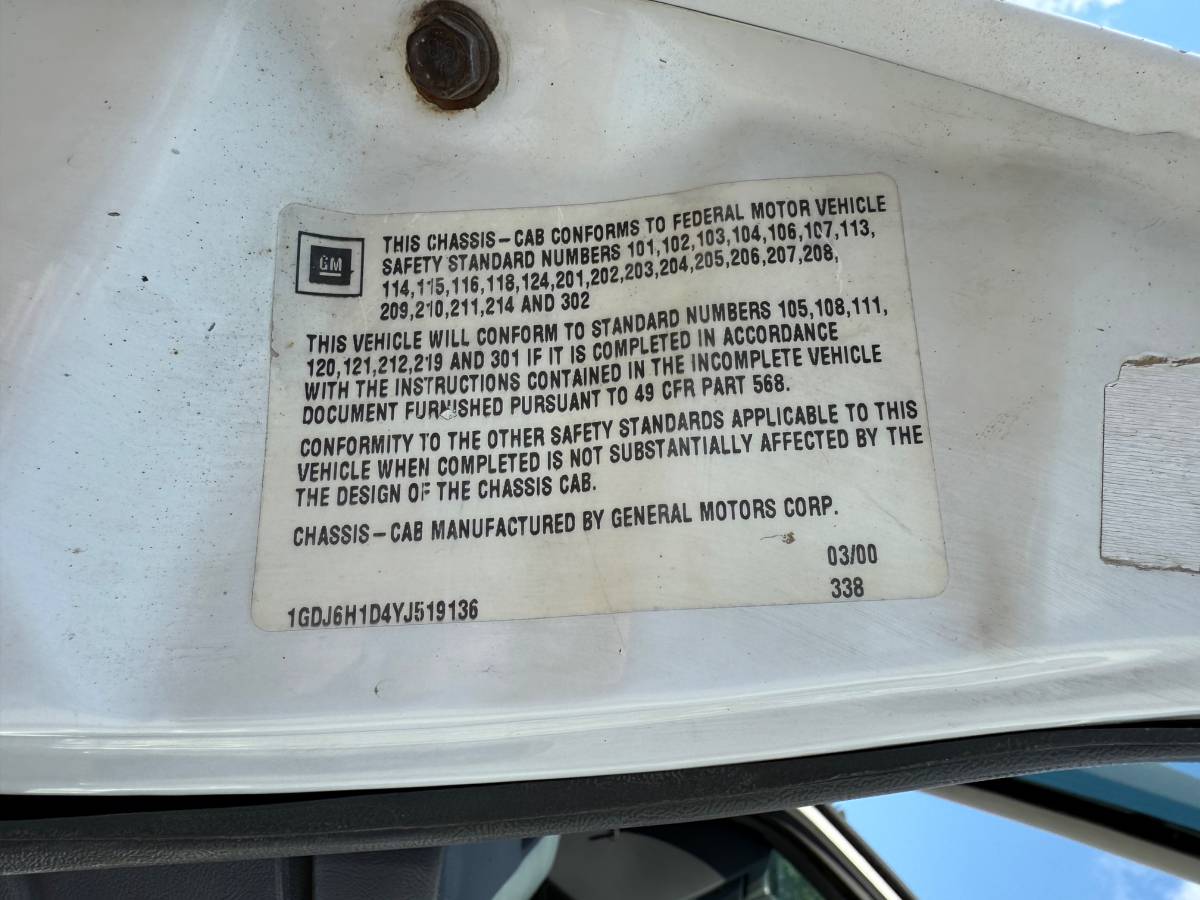 GM
THIS CHASSIS-CAB CONFORMS TO FEDERAL MOTOR VEHICLE
SAFETY STANDARD NUMBERS 101,102,103,104,106,107,113,
114,115,116,118,124,201,202,203,204,205,206,207,208,
209,210,211,214 AND 302
THIS VEHICLE WILL CONFORM TO STANDARD NUMBERS 105,108,111,
120,121,212,219 AND 301 IF IT IS COMPLETED IN ACCORDANCE
WITH THE INSTRUCTIONS CONTAINED IN THE INCOMPLETE VEHICLE
DOCUMENT FURNISHED PURSUANT TO 49 CFR PART 568.
CONFORMITY TO THE OTHER SAFETY STANDARDS APPLICABLE TO THIS
VEHICLE WHEN COMPLETED IS NOT SUBSTANTIALLY AFFECTED BY THE
THE DESIGN OF THE CHASSIS CAB.
CHASSIS-CAB MANUFACTURED BY GENERAL MOTORS CORP.
03/00
338
1GDJ6H1D4YJ519136